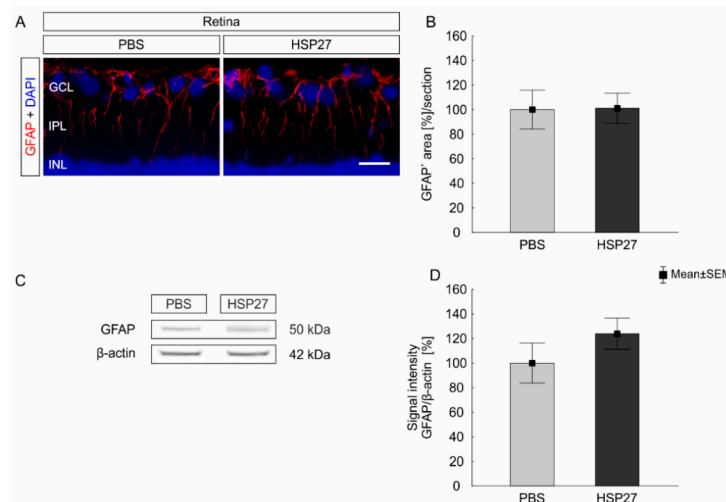 A
Retina
PBS
HSP27
GFAP + DAPI
GCL
IPL
INL
B
GFAP⁺ area [%]/section
160
140
120
100
80
60
40
20
0
PBS
HSP27
C
PBS
HSP27
GFAP
50 kDa
β-actin
42 kDa
D
Mean±SEM
Signal intensity
GFAP/β-actin [%]
160
140
120
100
80
60
40
20
0
PBS
HSP27